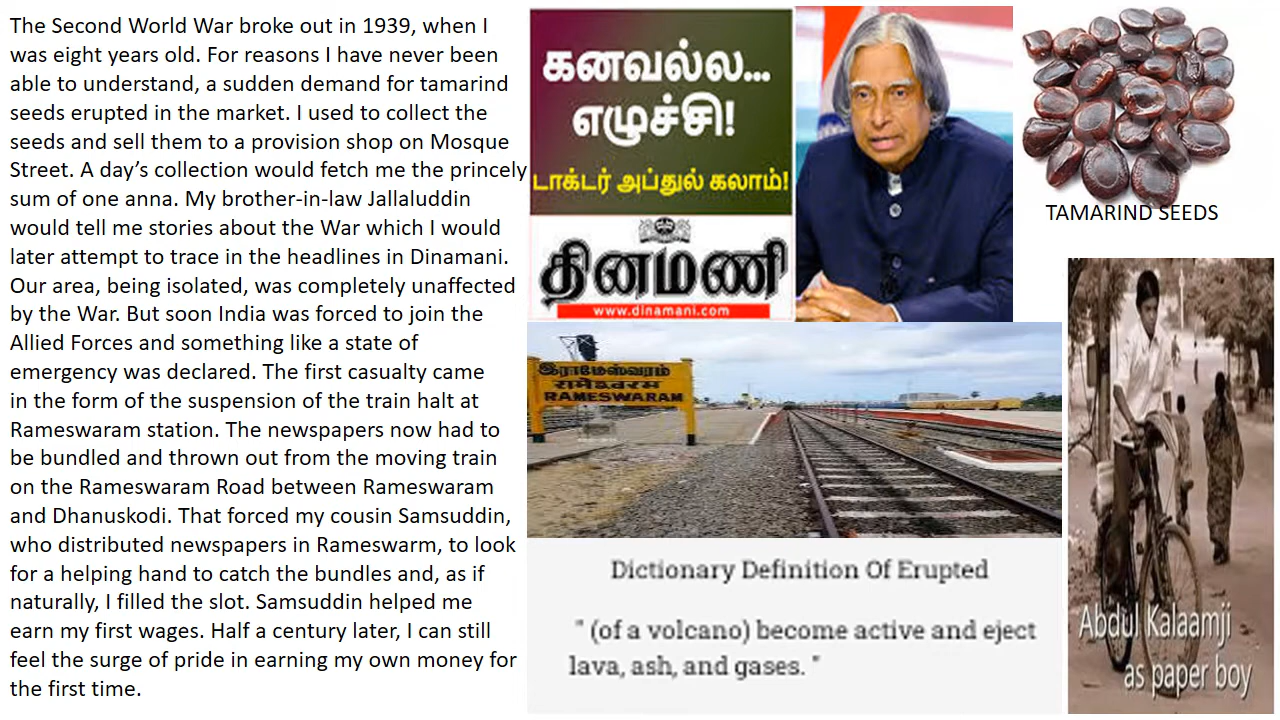 The Second World War broke out in 1939, when I
was eight years old. For reasons I have never been
able to understand, a sudden demand for tamarind
seeds erupted in the market. I used to collect the
seeds and sell them to a provision shop on Mosque
Street. A day’s collection would fetch me the princely
sum of one anna. My brother-in-law Jallaluddin
would tell me stories about the War which I would
later attempt to trace in the headlines in Dinamani.
Our area, being isolated, was completely unaffected
by the War. But soon India was forced to join the
Allied Forces and something like a state of
emergency was declared. The first casualty came
in the form of the suspension of the train halt at
Rameswaram station. The newspapers now had to
be bundled and thrown out from the moving train
on the Rameswaram Road between Rameswaram
and Dhanuskodi. That forced my cousin Samsuddin,
who distributed newspapers in Rameswarm, to look
for a helping hand to catch the bundles and, as if
naturally, I filled the slot. Samsuddin helped me
earn my first wages. Half a century later, I can still
feel the surge of pride in earning my own money for
the first time.
கனவல்ல...
எழுச்சி!
டாக்டர் அப்துல் கலாம்!
தினமணி
www.dinamani.com
TAMARIND SEEDS
இராமேஸ்வரம்
रामेश्वरम
RAMESWARAM
Dictionary Definition Of Erupted
" (of a volcano) become active and eject
lava, ash, and gases. "
Abdul Kalaamji
as paper boy